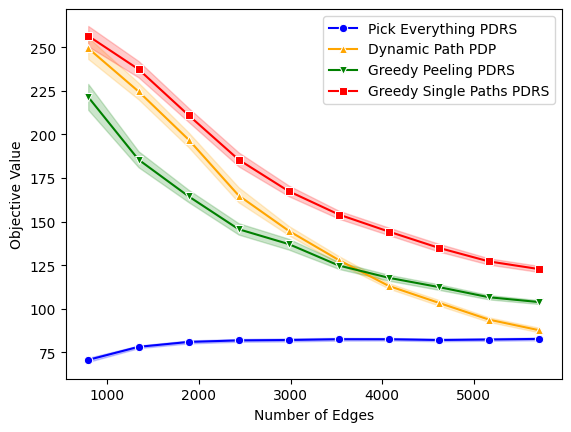 Pick Everything PDRS
Dynamic Path PDP
Greedy Peeling PDRS
Greedy Single Paths PDRS
Objective Value
250
225
200
175
150
125
100
75
1000
2000
3000
4000
5000
Number of Edges